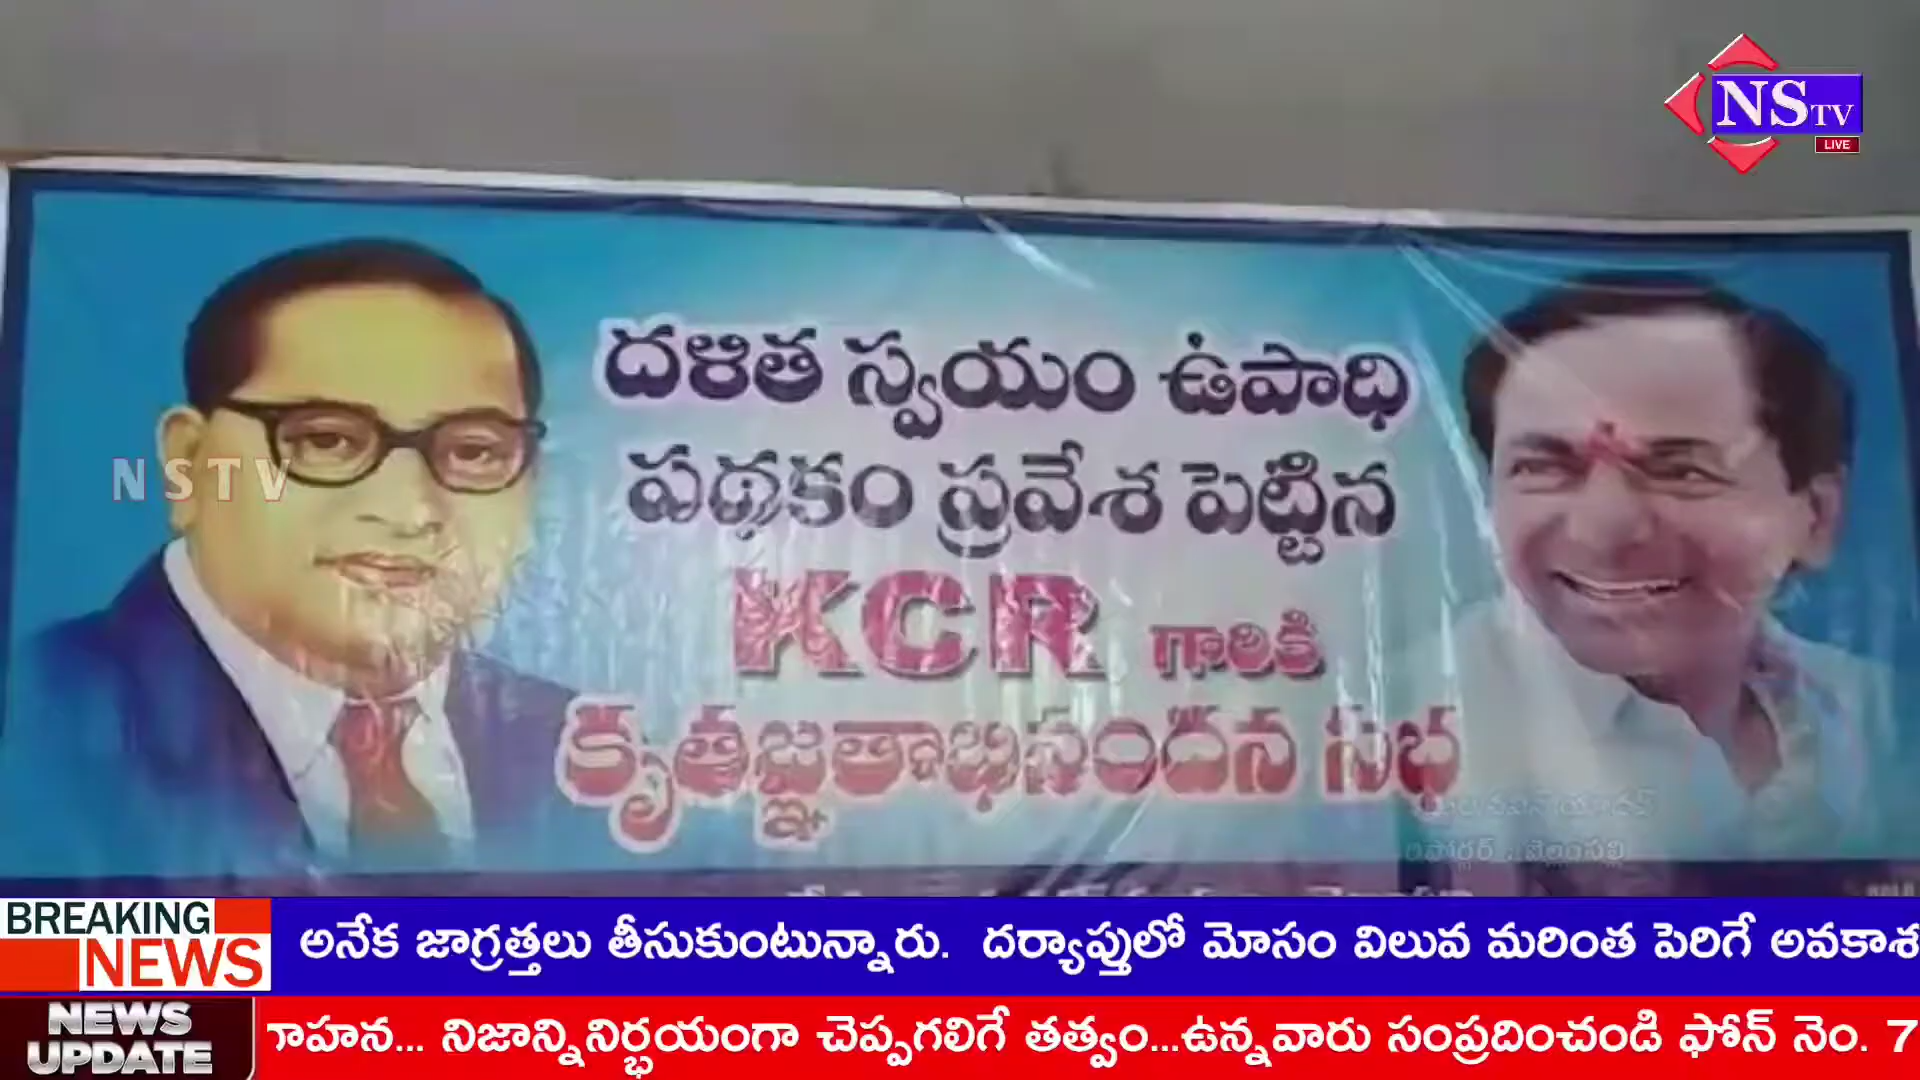 NSTV
LIVE
దళిత స్వయం ఉపాధి
పథకం ప్రవేశ పెట్టిన
NSTV
KCR గారికి
కృతజ్ఞతాభినందన సభ
రిపోర్టర్
BREAKING
NEWS
అనేక జాగ్రత్తలు తీసుకుంటున్నారు. దర్యాప్తులో మోసం విలువ మరింత పెరిగే అవకాశ
NEWS
UPDATE
గాహన... నిజాన్నినిర్భయంగా చెప్పగలిగే తత్వం...ఉన్నవారు సంప్రదించండి ఫోన్ నెం. 7